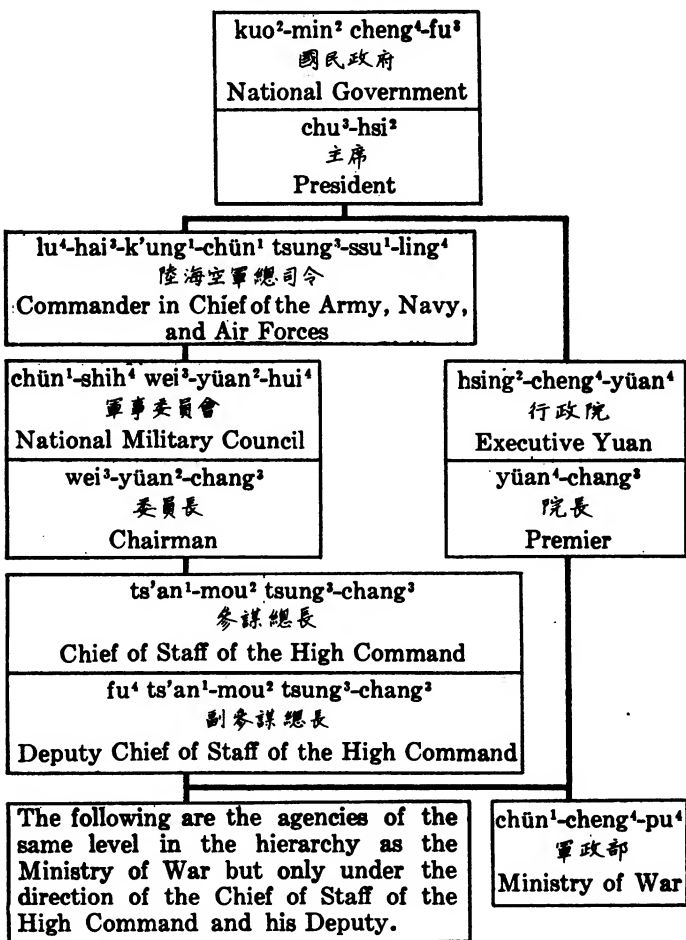 kuo²-min² cheng⁴-fu³
國民政府
National Government
chu³-hsi²
主席
President
lu⁴-hai³-k'ung¹-chün¹ tsung³-ssu¹-ling⁴
陸海空軍總司令
Commander in Chief of the Army, Navy,
and Air Forces
chün¹-shih⁴ wei³-yüan²-hui⁴
軍事委員會
National Military Council
wei³-yüan²-chang³
委員長
Chairman
hsing²-cheng⁴-yüan⁴
行政院
Executive Yuan
yüan⁴-chang³
院長
Premier
ts'an¹-mou² tsung³-chang³
參謀總長
Chief of Staff of the High Command
fu⁴ ts'an¹-mou² tsung³-chang³
副參謀總長
Deputy Chief of Staff of the High Command
The following are the agencies of the
same level in the hierarchy as the
Ministry of War but only under the
direction of the Chief of Staff of the
High Command and his Deputy.
chün¹-cheng⁴-pu⁴
軍政部
Ministry of War